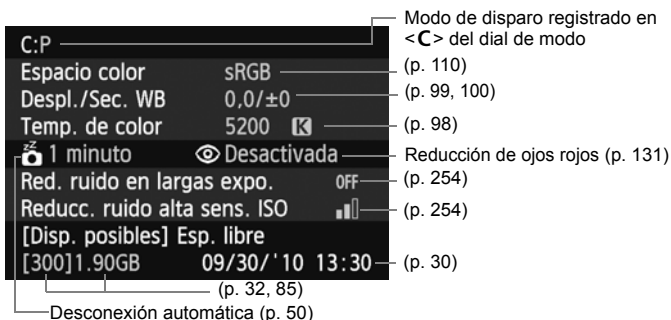 Modo de disparo registrado en
<C> del dial de modo
C:P
Espacio color sRGB (p. 110)
Despl./Sec. WB 0,0/±0 (p. 99, 100)
Temp. de color 5200 K (p. 98)
zz 1 minuto Desactivada Reducción de ojos rojos (p. 131)
Red. ruido en largas expo. OFF (p. 254)
Reducc. ruido alta sens. ISO (p. 254)
[Disp. posibles] Esp. libre
[300]1.90GB 09/30/'10 13:30 (p. 30)
(p. 32, 85)
Desconexión automática (p. 50)